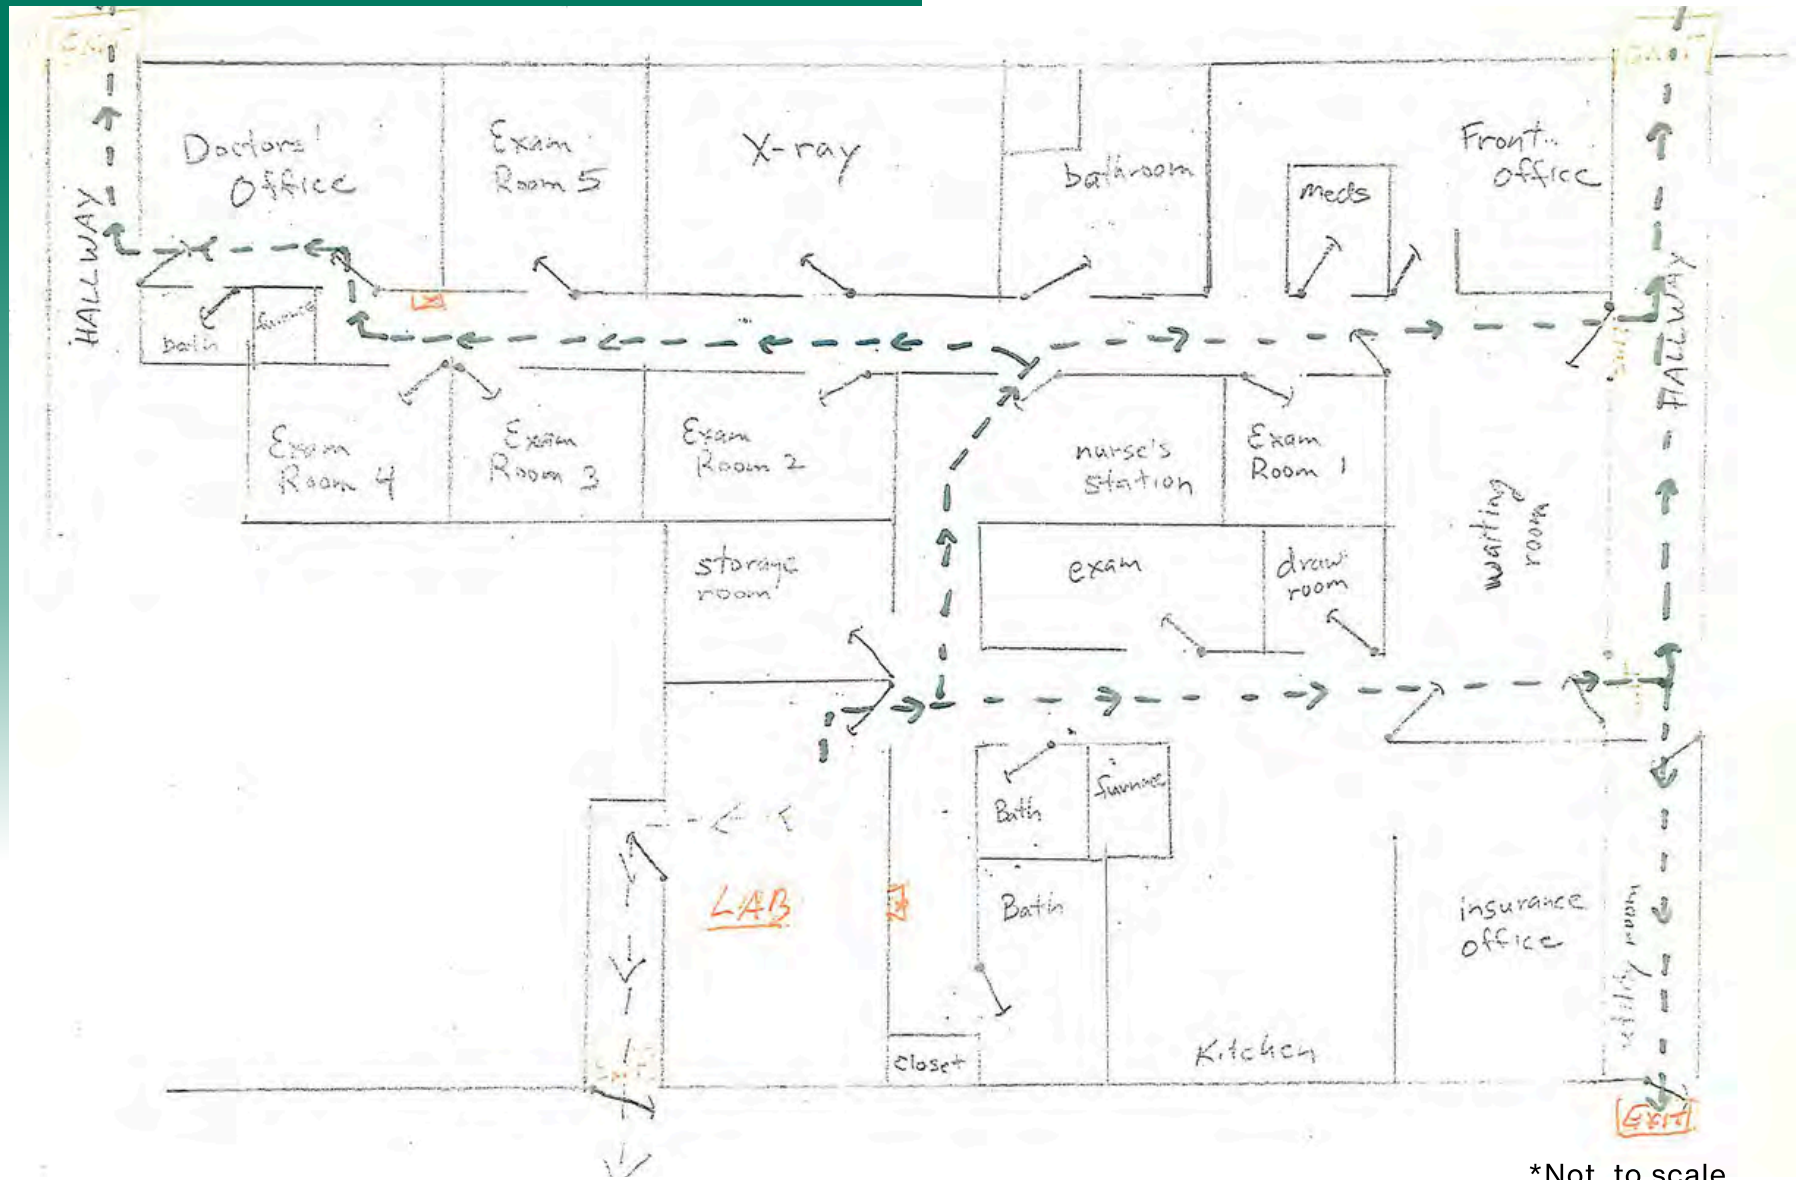 EXIT
EXIT
Doctors'
Office
Exam
Room 5
X-ray
bathroom
Meds
Front
office
HALLWAY
HALLWAY
bath
furnace
Exam
Room 4
Exam
Room 3
Exam
Room 2
nurse's
station
Exam
Room 1
waiting
room
storage
room
exam
draw
room
Bath
furnace
LAB
Bath
insurance
office
utility room
Kitchen
closet
EXIT
*Not to scale